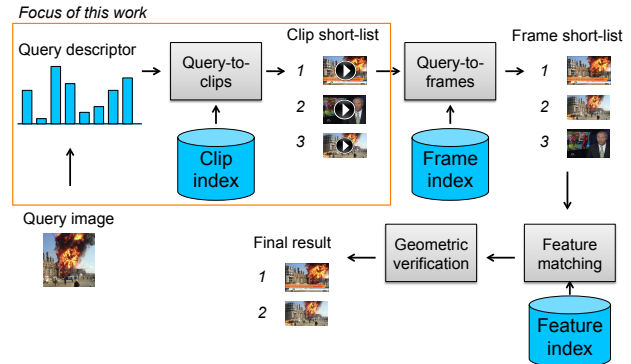 Focus of this work
Query descriptor
Query-to-
clips
Clip
index
Clip short-list
1
2
3
Query-to-
frames
Frame
index
Frame short-list
1
2
3
Query image
Final result
1
2
Geometric
verification
Feature
matching
Feature
index